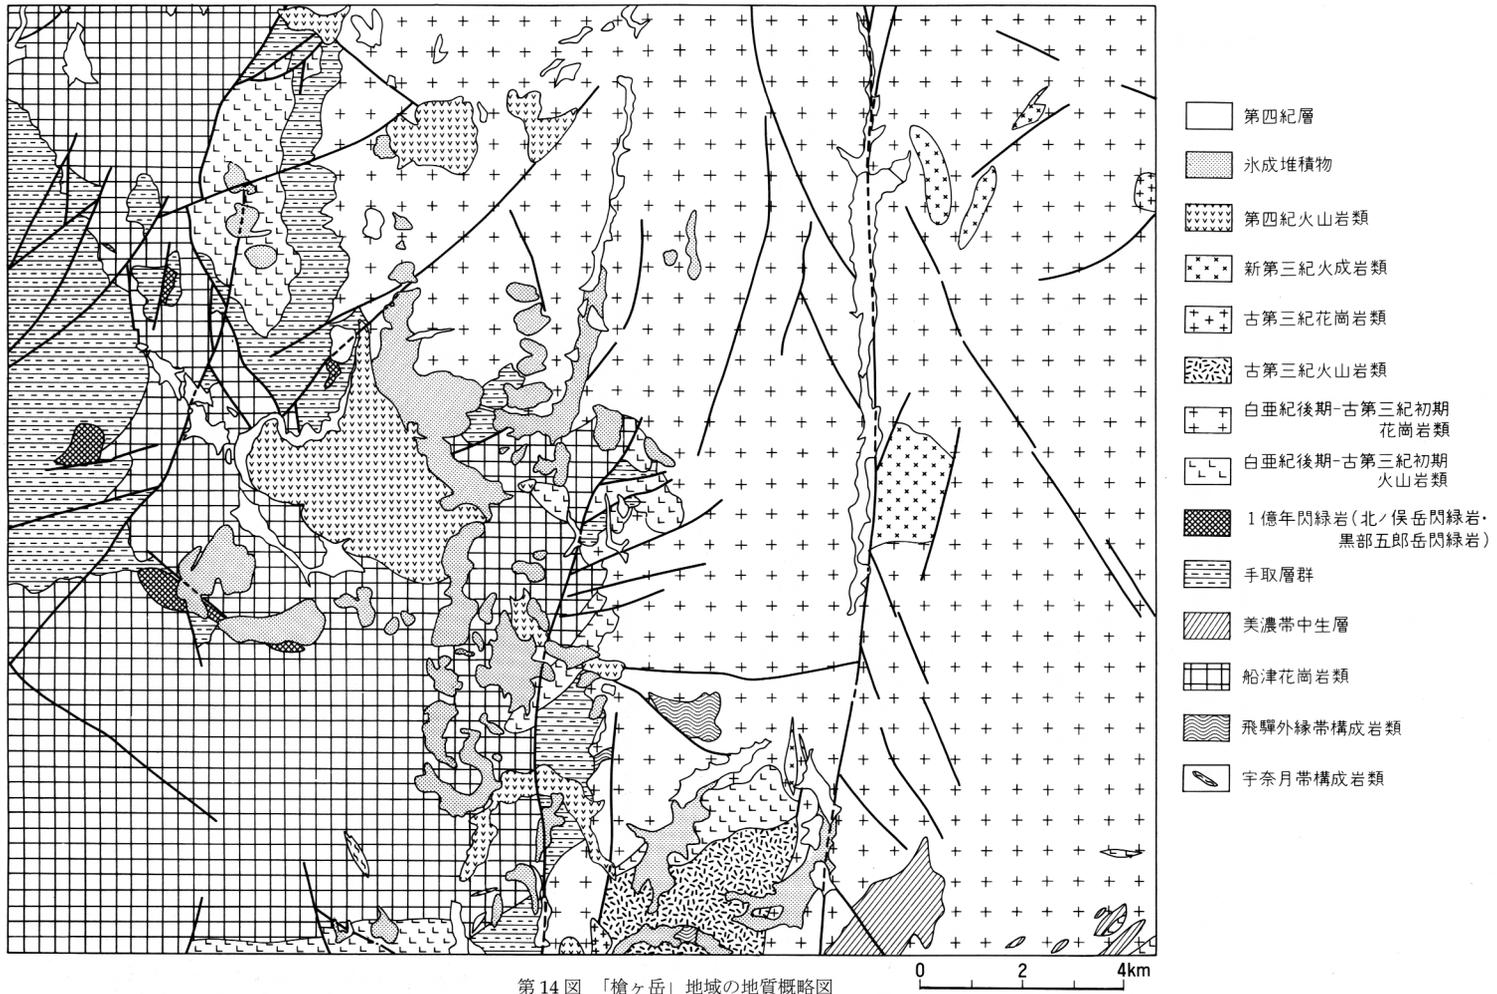 第四紀層
氷成堆積物
第四紀火山岩類
新第三紀火成岩類
古第三紀花崗岩類
古第三紀火山岩類
白亜紀後期-古第三紀初期
花崗岩類
白亜紀後期-古第三紀初期
火山岩類
1億年閃緑岩(北ノ俣岳閃緑岩・
黒部五郎岳閃緑岩)
手取層群
美濃帯中生層
船津花崗岩類
飛驒外縁帯構成岩類
宇奈月帯構成岩類
0 2 4km
第14図 「槍ヶ岳」地域の地質概略図